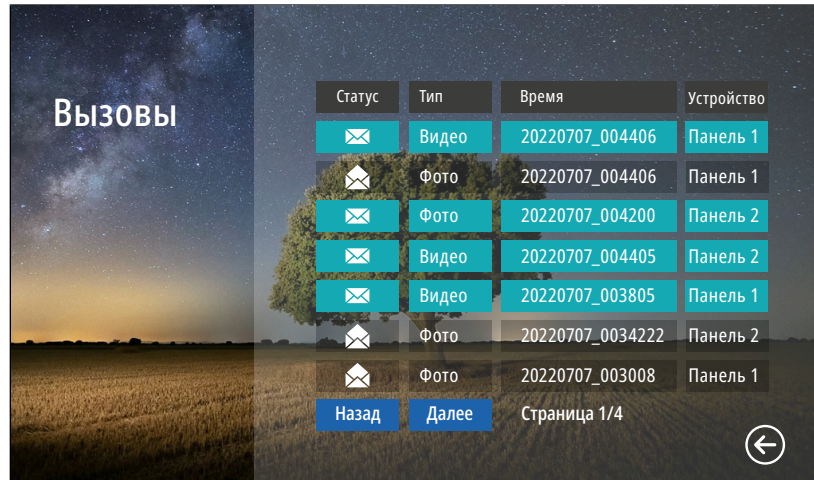 Вызовы
Статус Тип Время Устройство
Видео 20220707_004406 Панель 1
Фото 20220707_004406 Панель 1
Фото 20220707_004200 Панель 2
Видео 20220707_004405 Панель 2
Видео 20220707_003805 Панель 1
Фото 20220707_0034222 Панель 2
Фото 20220707_003008 Панель 1
Назад Далее Страница 1/4